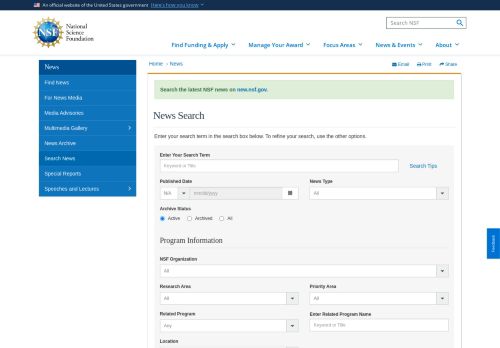 An official website of the United States government Here's how you know
National
Science
Foundation
NSF
Search NSF
Find Funding & Apply
Manage Your Award
Focus Areas
News & Events
About
News
Find News
For News Media
Media Advisories
Multimedia Gallery
News Archive
Search News
Special Reports
Speeches and Lectures
Home
News
Email
Print
Share
Search the latest NSF news on new.nsf.gov.
News Search
Enter your search term in the search box below. To refine your search, use the other options.
Enter Your Search Term
Keyword or Title
Search Tips
Published Date
News Type
N/A
mm/dd/yyyy
All
Archive Status
Active
Archived
All
Program Information
NSF Organization
All
Research Area
Priority Area
All
All
Related Program
Enter Related Program Name
Any
Keyword or Title
Location
Feedback